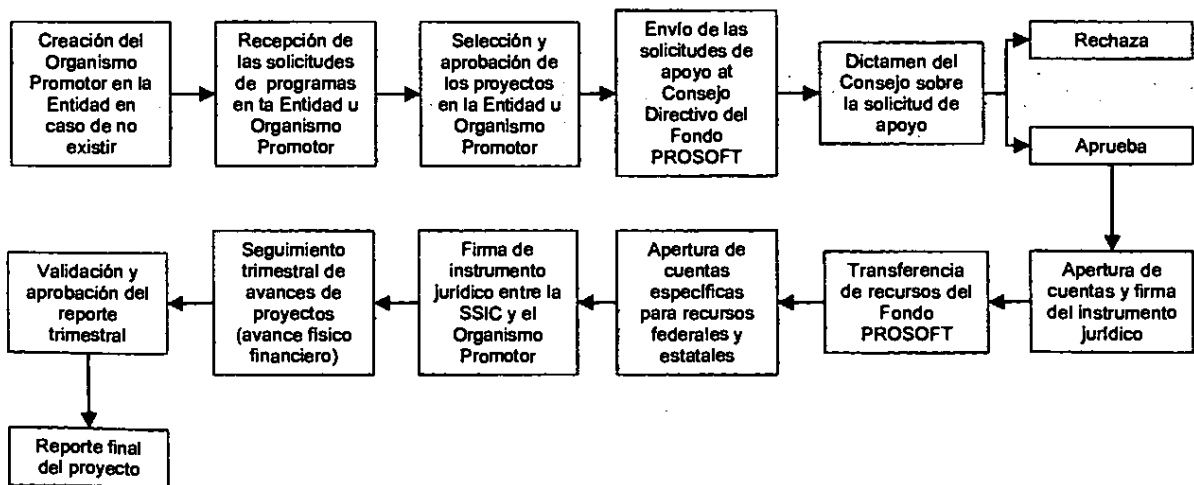 Creación del
Organismo
Promotor en la
Entidad en
caso de no
existir
Recepción de
las solicitudes
de programas
en ta Entidad u
Organismo
Promotor
Selección y
aprobación de
los proyectos
en la Entidad u
Organismo
Promotor
Envío de las
solicitudes de
apoyo at
Consejo
Directivo del
Fondo
PROSOFT
Dictamen del
Consejo sobre
la solicitud de
apoyo
Rechaza
Aprueba
Apertura de
cuentas y firma
del instrumento
jurídico
Transferencia
de recursos del
Fondo
PROSOFT
Apertura de
cuentas
específicas
para recursos
federales y
estatales
Firma de
instrumento
jurídico entre la
SSIC y el
Organismo
Promotor
Seguimiento
trimestral de
avances de
proyectos
(avance físico
financiero)
Validación y
aprobación del
reporte
trimestral
Reporte final
del proyecto